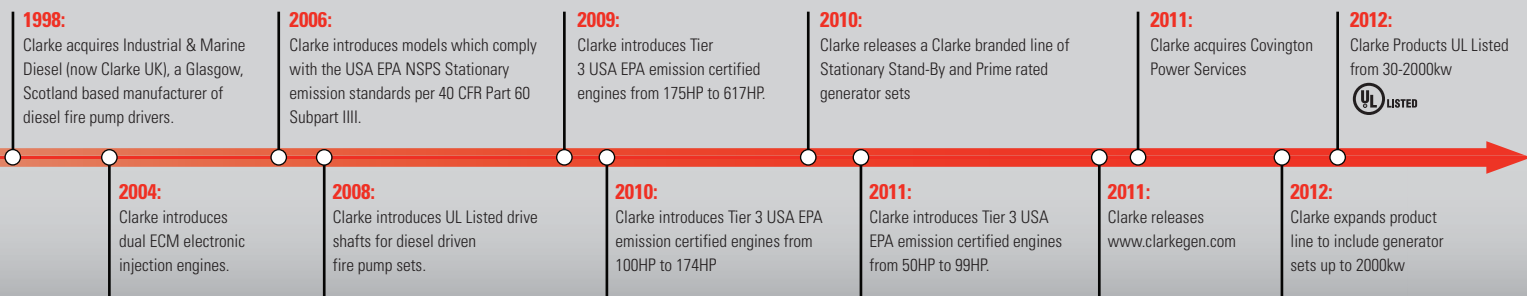 1998:
Clarke acquires Industrial & Marine
Diesel (now Clarke UK), a Glasgow,
Scotland based manufacturer of
diesel fire pump drivers.
2004:
Clarke introduces
dual ECM electronic
injection engines.
2006:
Clarke introduces models which comply
with the USA EPA NSPS Stationary
emission standards per 40 CFR Part 60
Subpart IIII.
2008:
Clarke introduces UL Listed drive
shafts for diesel driven
fire pump sets.
2009:
Clarke introduces Tier
3 USA EPA emission certified
engines from 175HP to 617HP.
2010:
Clarke introduces Tier 3 USA EPA
emission certified engines from
100HP to 174HP
2010:
Clarke releases a Clarke branded line of
Stationary Stand-By and Prime rated
generator sets
2011:
Clarke introduces Tier 3 USA
EPA emission certified engines
from 50HP to 99HP.
2011:
Clarke releases
www.clarkegen.com
2011:
Clarke acquires Covington
Power Services
2012:
Clarke expands product
line to include generator
sets up to 2000kw
2012:
Clarke Products UL Listed
from 30-2000kw
UL LISTED